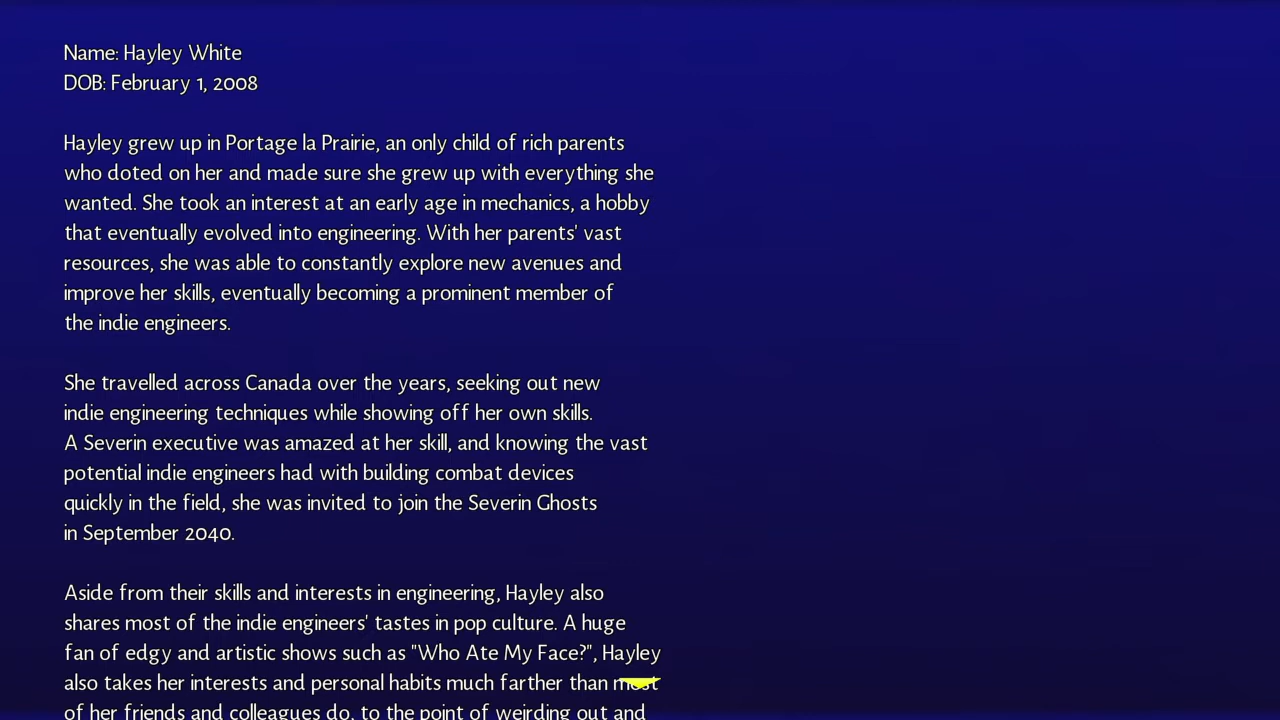 Name: Hayley White
DOB: February 1, 2008
Hayley grew up in Portage la Prairie, an only child of rich parents
who doted on her and made sure she grew up with everything she
wanted. She took an interest at an early age in mechanics, a hobby
that eventually evolved into engineering. With her parents' vast
resources, she was able to constantly explore new avenues and
improve her skills, eventually becoming a prominent member of
the indie engineers.
She travelled across Canada over the years, seeking out new
indie engineering techniques while showing off her own skills.
A Severin executive was amazed at her skill, and knowing the vast
potential indie engineers had with building combat devices
quickly in the field, she was invited to join the Severin Ghosts
in September 2040.
Aside from their skills and interests in engineering, Hayley also
shares most of the indie engineers' tastes in pop culture. A huge
fan of edgy and artistic shows such as "Who Ate My Face?", Hayley
also takes her interests and personal habits much farther than most
of her friends and colleagues do, to the point of weirding out and